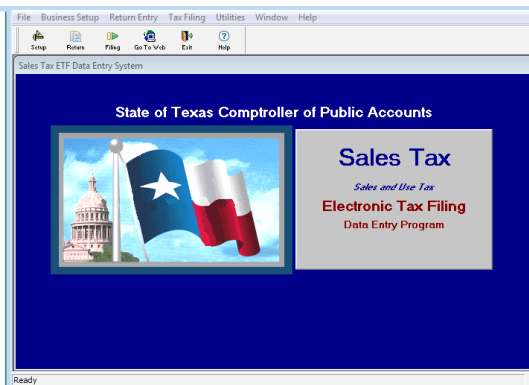 File Business Setup Return Entry Tax Filing Utilities Window Help
Setup Return Filing Go To Web Exit Help
Sales Tax ETF Data Entry System
State of Texas Comptroller of Public Accounts
Sales Tax
Sales and Use Tax
Electronic Tax Filing
Data Entry Program
Ready